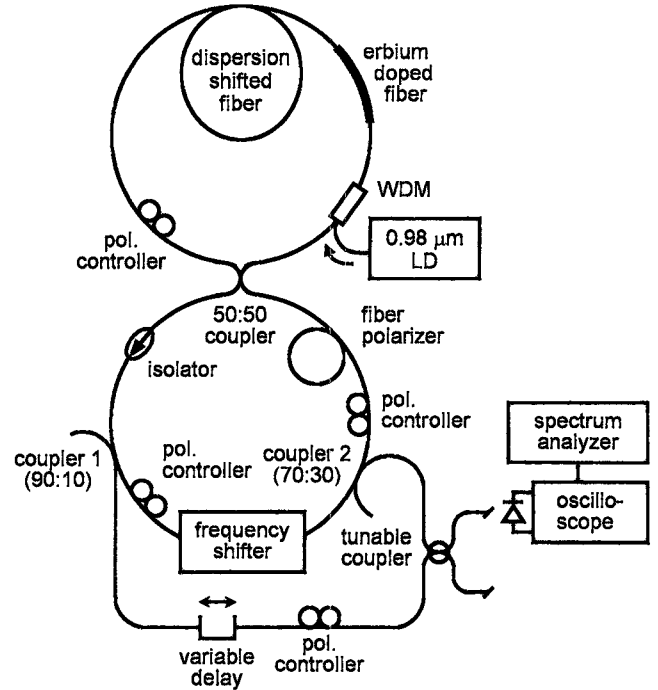 dispersion
shifted
fiber
erbium
doped
fiber
WDM
0.98 μm
LD
pol.
controller
50:50
coupler
fiber
polarizer
isolator
pol.
controller
coupler 1
(90:10)
pol.
controller
coupler 2
(70:30)
spectrum
analyzer
oscillo-
scope
frequency
shifter
tunable
coupler
variable
delay
pol.
controller